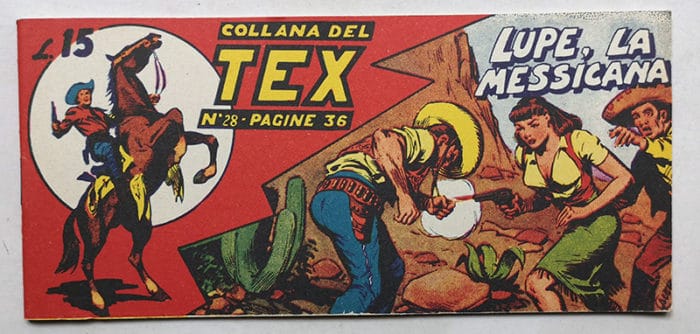 L.15
COLLANA DEL
TEX
N°28-PAGINE 36
LUPE, LA
MESSICANA